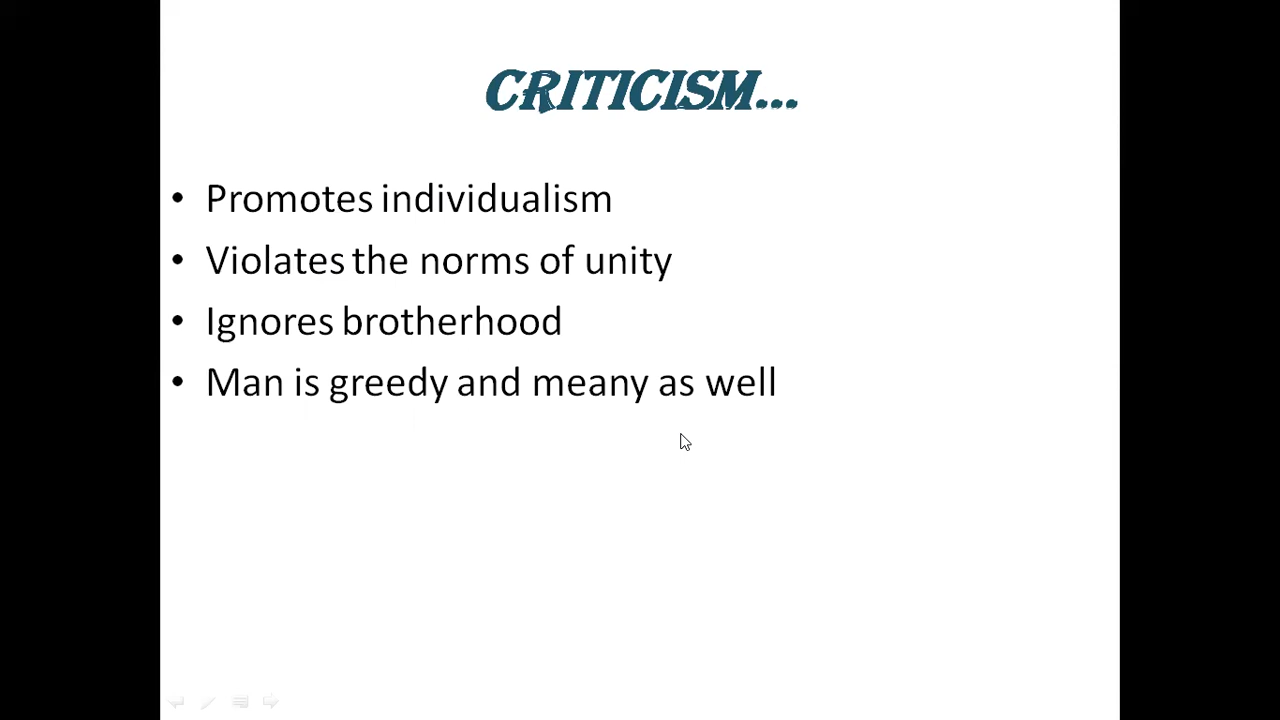 CRITICISM...
• Promotes individualism
• Violates the norms of unity
• Ignores brotherhood
• Man is greedy and meany as well